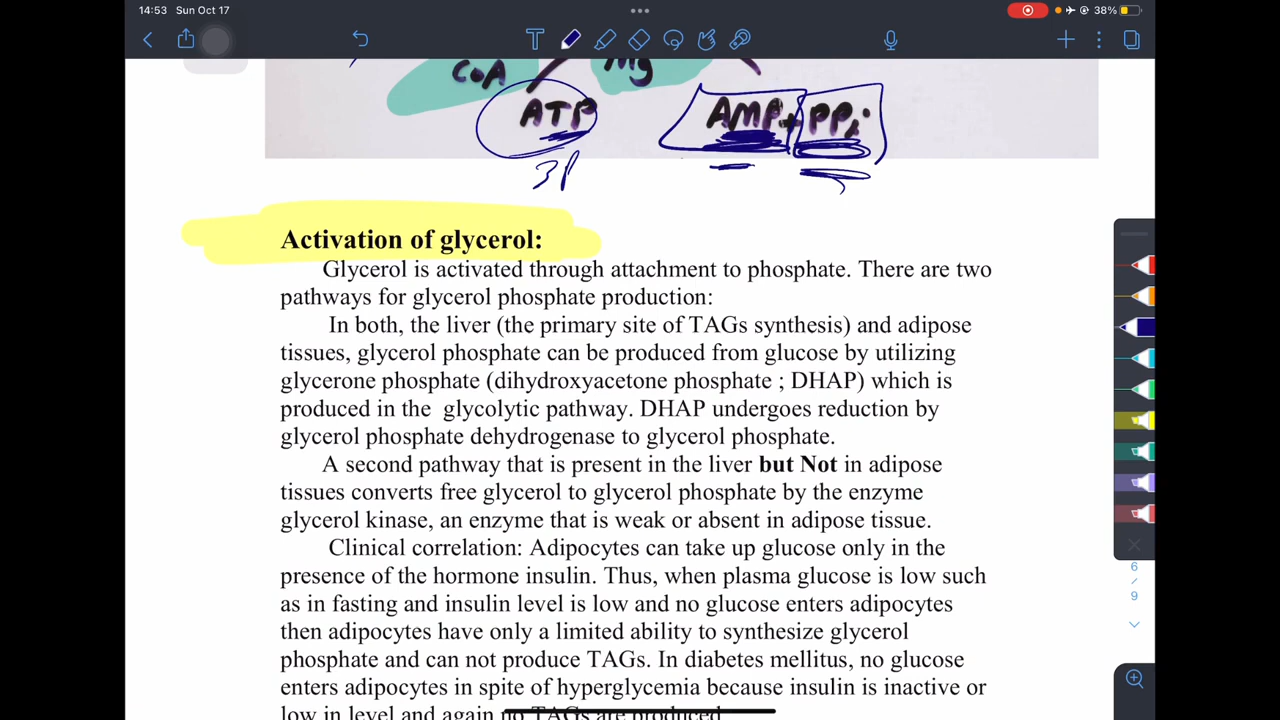 14:53 Sun Oct 17
38%
CoA
Mg
ATP
AMP + PPi
3P
Activation of glycerol:
Glycerol is activated through attachment to phosphate. There are two
pathways for glycerol phosphate production:
In both, the liver (the primary site of TAGs synthesis) and adipose
tissues, glycerol phosphate can be produced from glucose by utilizing
glycerone phosphate (dihydroxyacetone phosphate ; DHAP) which is
produced in the glycolytic pathway. DHAP undergoes reduction by
glycerol phosphate dehydrogenase to glycerol phosphate.
A second pathway that is present in the liver but Not in adipose
tissues converts free glycerol to glycerol phosphate by the enzyme
glycerol kinase, an enzyme that is weak or absent in adipose tissue.
Clinical correlation: Adipocytes can take up glucose only in the
presence of the hormone insulin. Thus, when plasma glucose is low such
as in fasting and insulin level is low and no glucose enters adipocytes
then adipocytes have only a limited ability to synthesize glycerol
phosphate and can not produce TAGs. In diabetes mellitus, no glucose
enters adipocytes in spite of hyperglycemia because insulin is inactive or
low in level and again no TAGs are produced
6
/
9